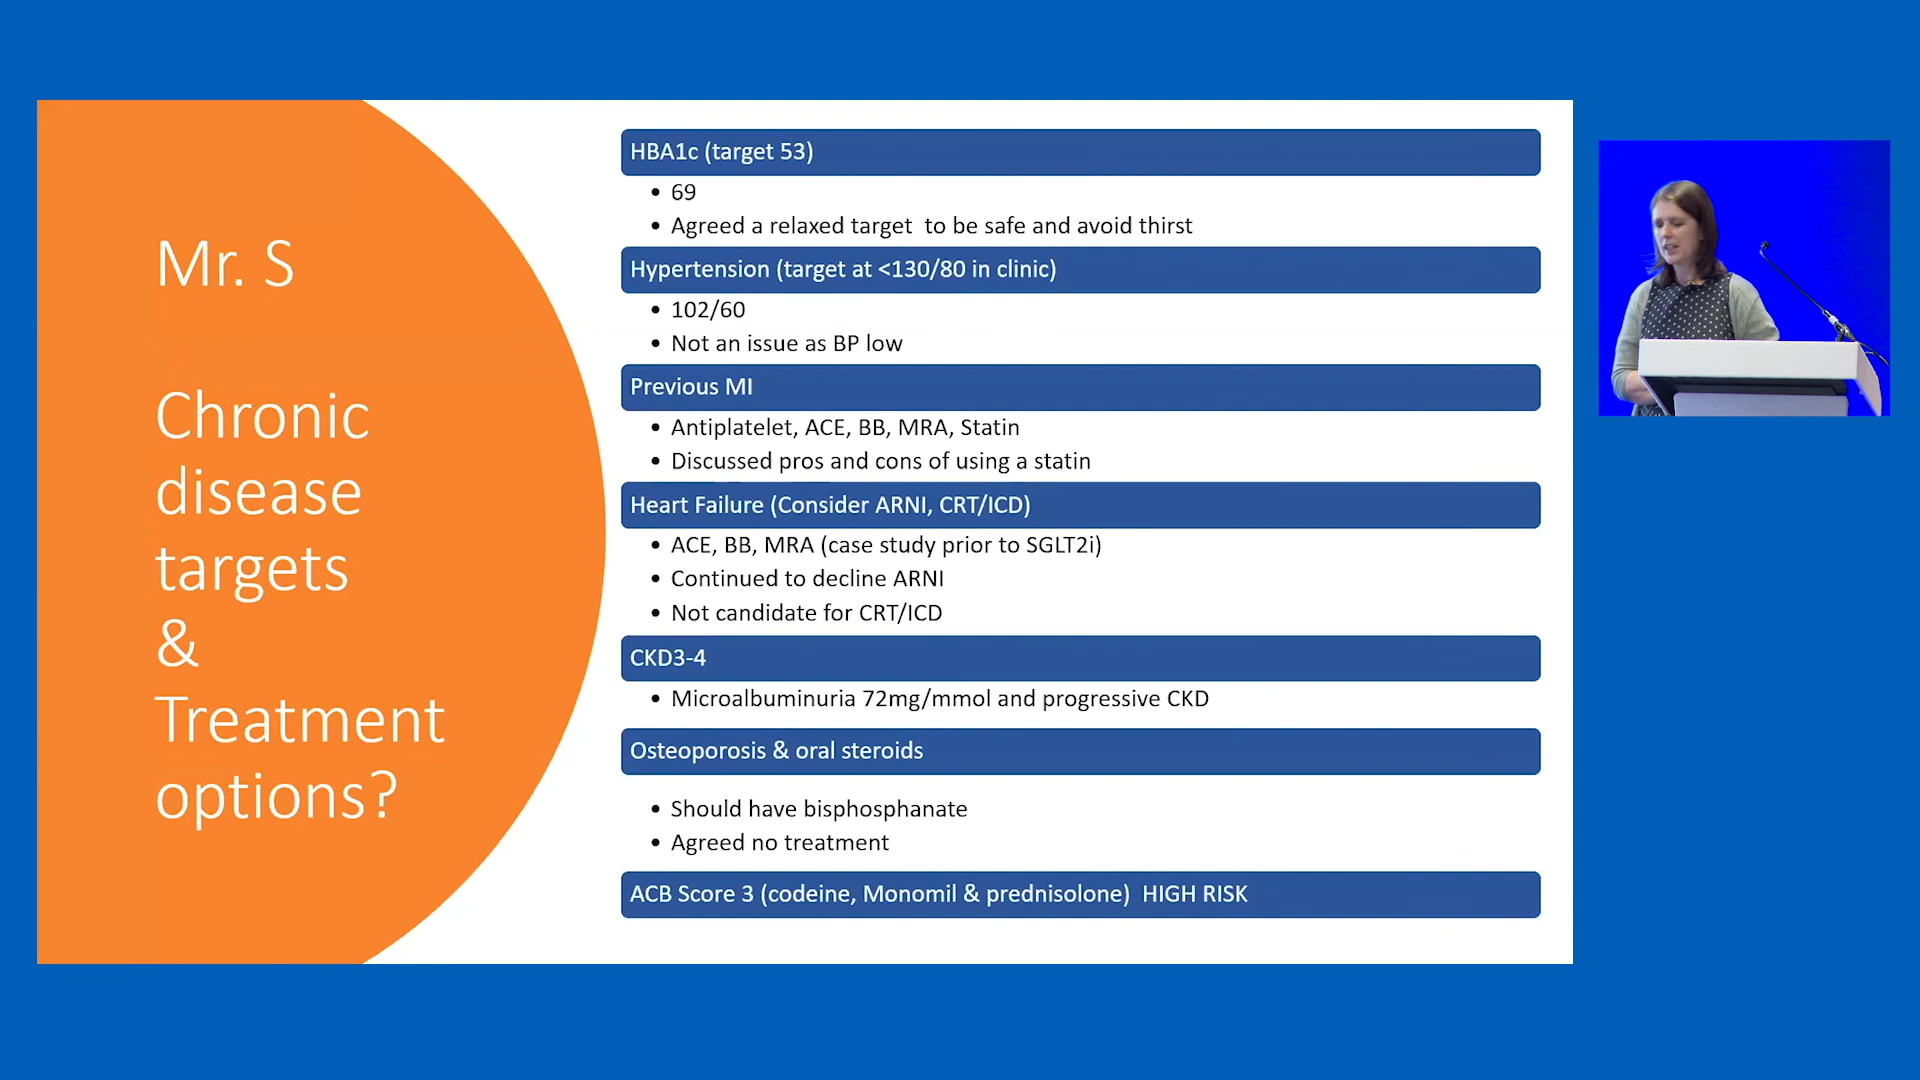 Mr. S
Chronic
disease
targets
&
Treatment
options?
HBA1c (target 53)
• 69
• Agreed a relaxed target  to be safe and avoid thirst
Hypertension (target at <130/80 in clinic)
• 102/60
• Not an issue as BP low
Previous MI
• Antiplatelet, ACE, BB, MRA, Statin
• Discussed pros and cons of using a statin
Heart Failure (Consider ARNI, CRT/ICD)
• ACE, BB, MRA (case study prior to SGLT2i)
• Continued to decline ARNI
• Not candidate for CRT/ICD
CKD3-4
• Microalbuminuria 72mg/mmol and progressive CKD
Osteoporosis & oral steroids
• Should have bisphosphanate
• Agreed no treatment
ACB Score 3 (codeine, Monomil & prednisolone)  HIGH RISK